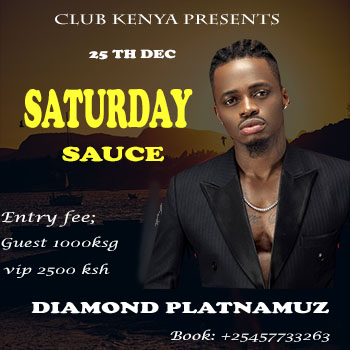 CLUB KENYA PRESENTS
25 TH DEC
SATURDAY
SAUCE
Entry fee;
Guest 1000ksg
vip 2500 ksh
DIAMOND PLATNAMUZ
Book: +25457733263